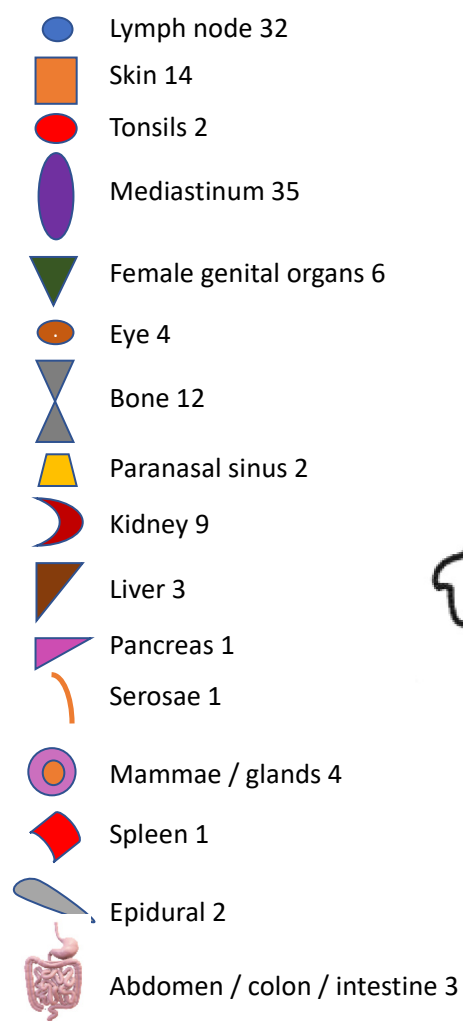 Lymph node 32
Skin 14
Tonsils 2
Mediastinum 35
Female genital organs 6
Eye 4
Bone 12
Paranasal sinus 2
Kidney 9
Liver 3
Pancreas 1
Serosae 1
Mammae / glands 4
Spleen 1
Epidural 2
Abdomen / colon / intestine 3